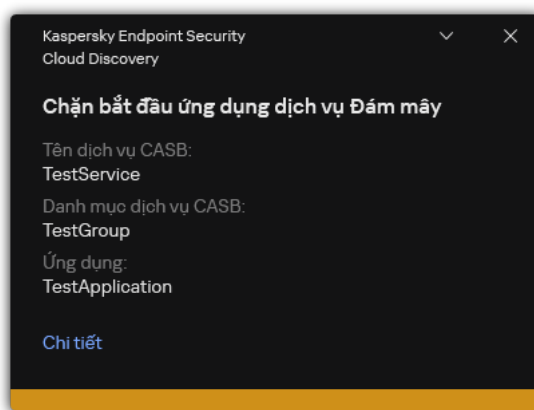 Kaspersky Endpoint Security
Cloud Discovery
Chặn bắt đầu ứng dụng dịch vụ Đám mây
Tên dịch vụ CASB:
TestService
Danh mục dịch vụ CASB:
TestGroup
Ứng dụng:
TestApplication
Chi tiết